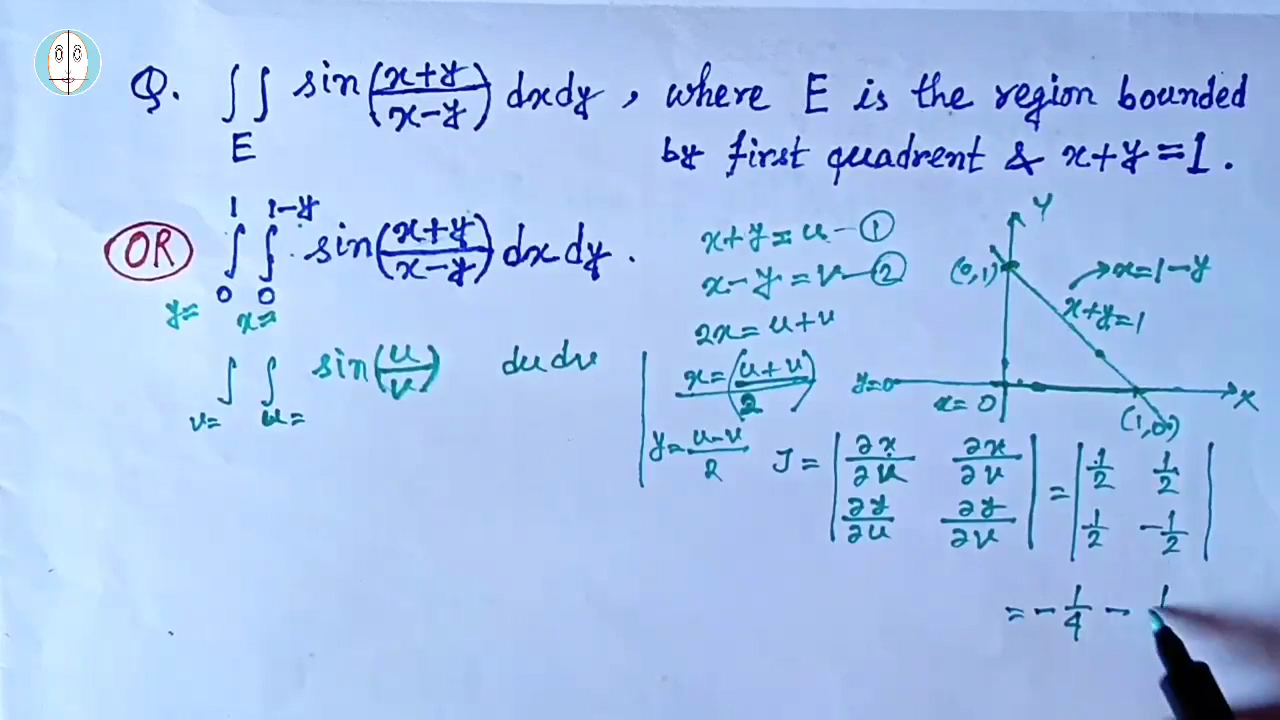 Q. ∫∫ sin((x+y)/(x-y)) dxdy, where E is the region bounded
E
by first quadrent & x+y=1.
OR ∫∫ sin((x+y)/(x-y)) dx dy.
1 1-y
0 0
y= x=
∫∫ sin(u/v) du dv
v= u=
x+y=u — ①
x-y=v — ②
2x=u+v
x=(u+v)/2
y=(u-v)/2
Y
(0,1)
x=1-y
x+y=1
y=0
x=0
X
(1,0)
J = |∂x/∂u ∂x/∂v| = |1/2 1/2|
|∂y/∂u ∂y/∂v| |1/2 -1/2|
= -1/4 - 1